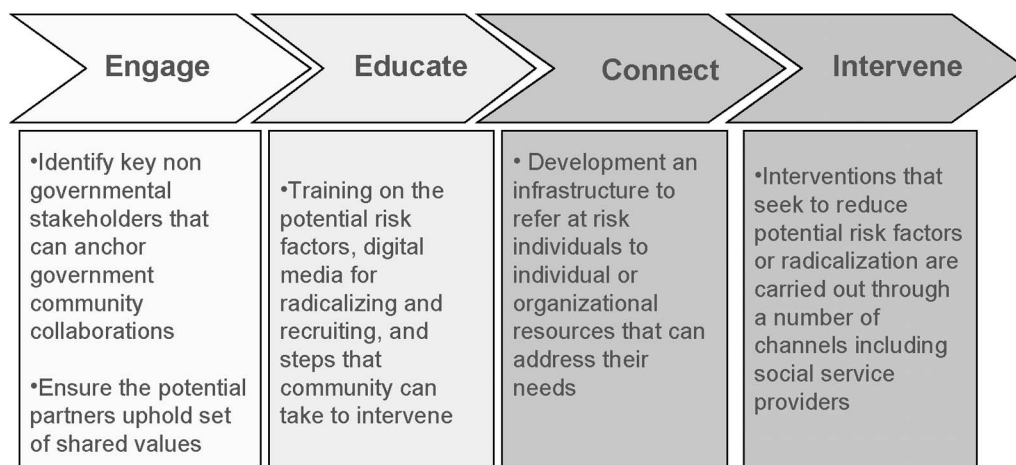 Engage
Educate
Connect
Intervene
•Identify key non
governmental
stakeholders that
can anchor
government
community
collaborations
•Ensure the potential
partners uphold set
of shared values
•Training on the
potential risk
factors, digital
media for
radicalizing and
recruiting, and
steps that
community can
take to intervene
• Development an
infrastructure to
refer at risk
individuals to
individual or
organizational
resources that can
address their
needs
•Interventions that
seek to reduce
potential risk factors
or radicalization are
carried out through
a number of
channels including
social service
providers